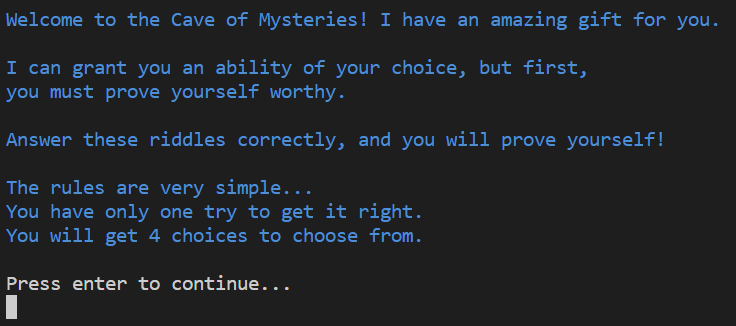 Welcome to the Cave of Mysteries! I have an amazing gift for you.
I can grant you an ability of your choice, but first,
you must prove yourself worthy.
Answer these riddles correctly, and you will prove yourself!
The rules are very simple...
You have only one try to get it right.
You will get 4 choices to choose from.
Press enter to continue...